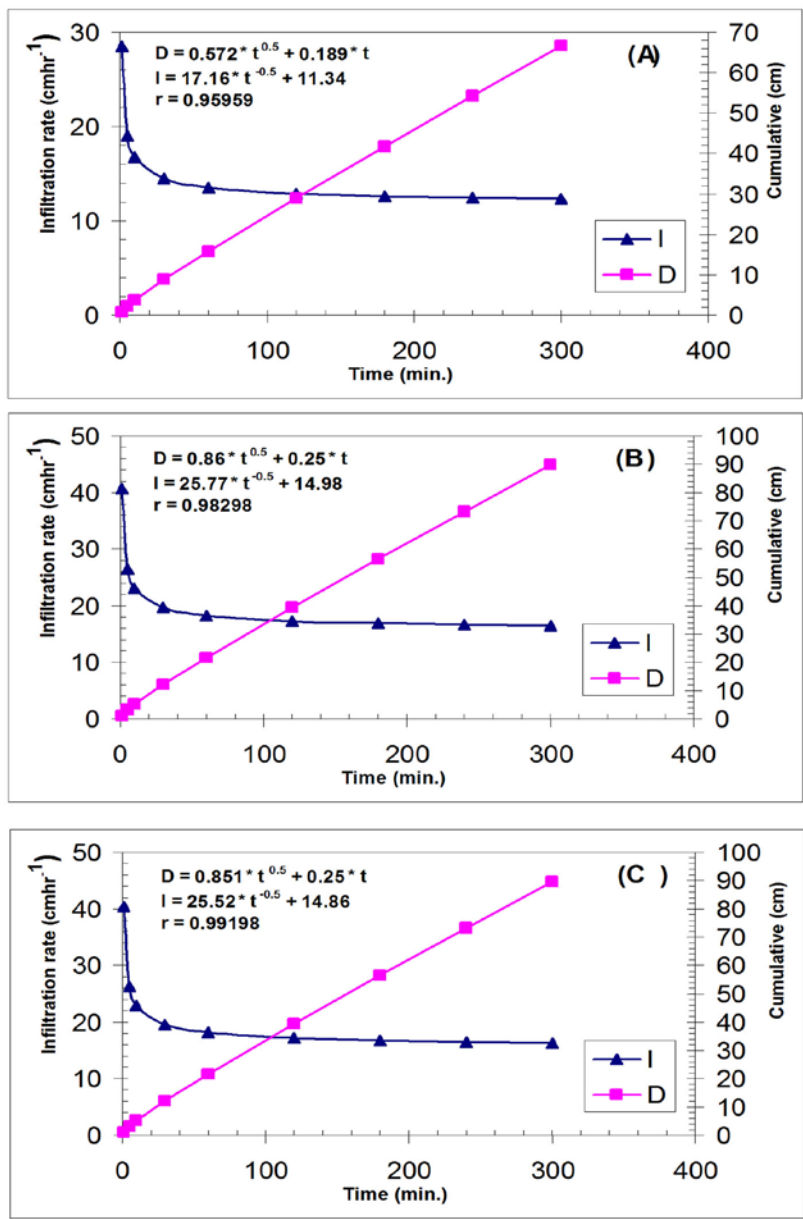 (A)
D = 0.572* t^0.5 + 0.189* t
I = 17.16* t^-0.5 + 11.34
r = 0.95959
Infiltration rate (cmhr^-1)
30
20
10
0
Cumulative (cm)
70
60
50
40
30
20
10
0
I
D
0 100 200 300 400
Time (min.)
(B)
D = 0.86* t^0.5 + 0.25* t
I = 25.77* t^-0.5 + 14.98
r = 0.98298
Infiltration rate (cmhr^-1)
50
40
30
20
10
0
Cumulative (cm)
100
90
80
70
60
50
40
30
20
10
0
I
D
0 100 200 300 400
Time (min.)
(C )
D = 0.851* t^0.5 + 0.25* t
I = 25.52* t^-0.5 + 14.86
r = 0.99198
Infiltration rate (cmhr^-1)
50
40
30
20
10
0
Cumulative (cm)
100
90
80
70
60
50
40
30
20
10
0
I
D
0 100 200 300 400
Time (min.)